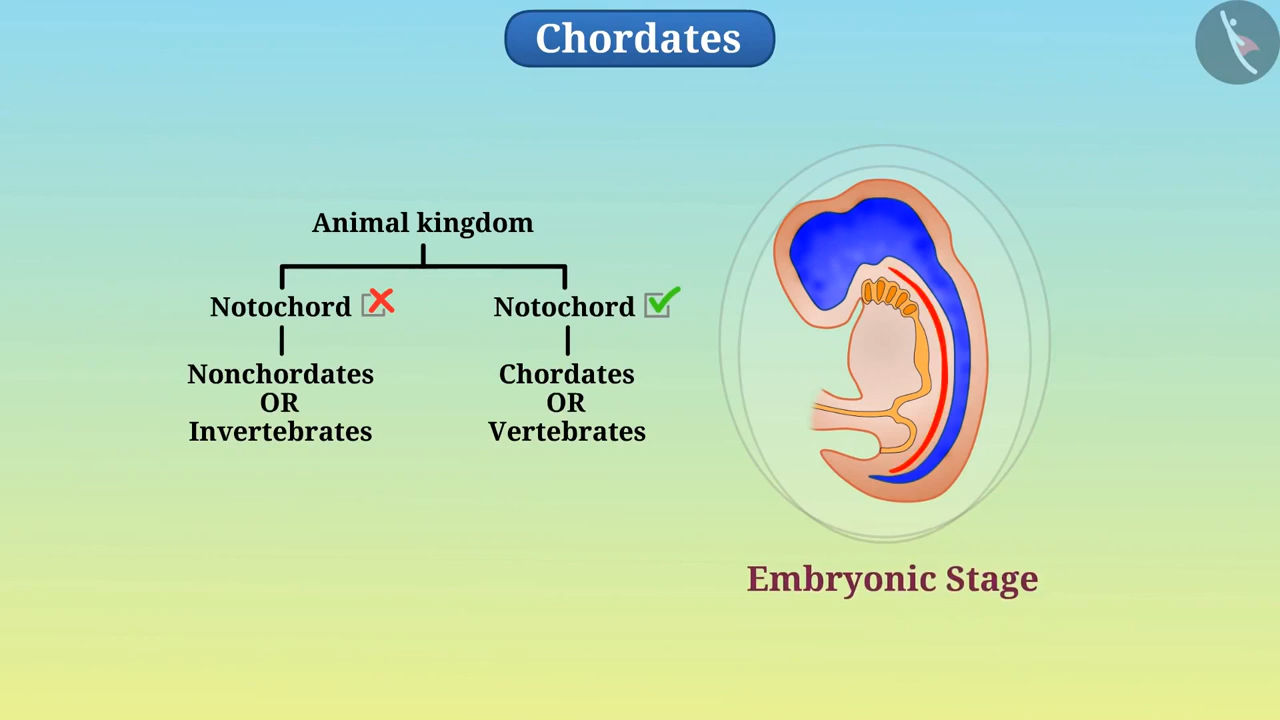 Chordates
Animal kingdom
Notochord
Notochord
Nonchordates
OR
Invertebrates
Chordates
OR
Vertebrates
Embryonic Stage